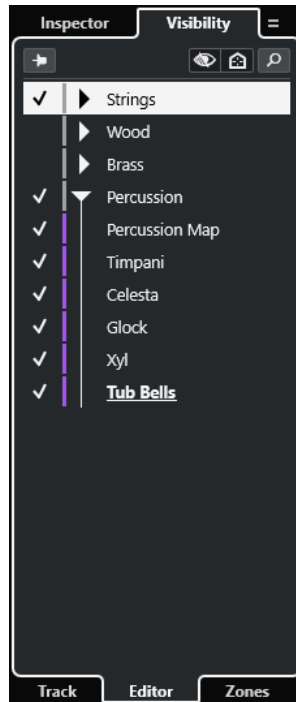 Inspector Visibility
Strings
Wood
Brass
Percussion
Percussion Map
Timpani
Celesta
Glock
Xyl
Tub Bells
Track Editor Zones